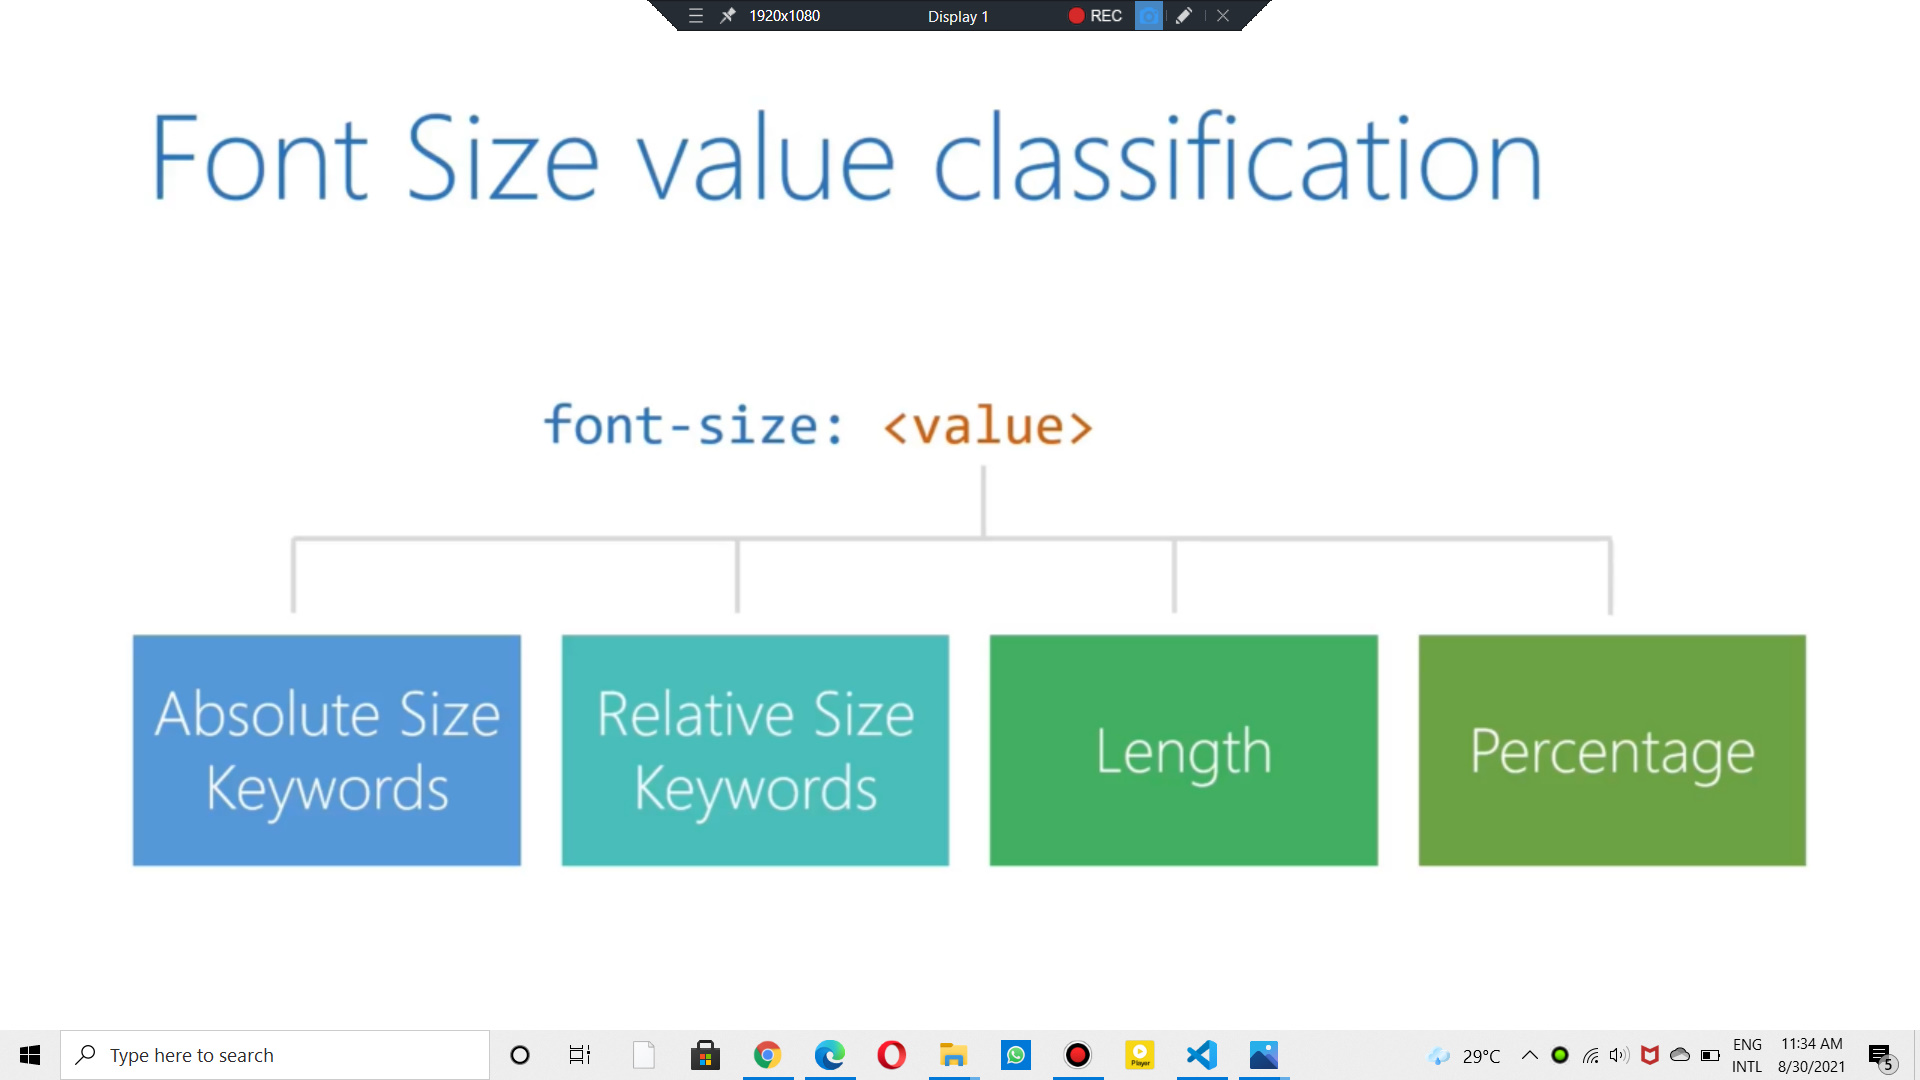 1920x1080
Display 1
REC
Font Size value classification
font-size: <value>
Absolute Size
Keywords
Relative Size
Keywords
Length
Percentage
Type here to search
Player
29°C
ENG
INTL
11:34 AM
8/30/2021
5